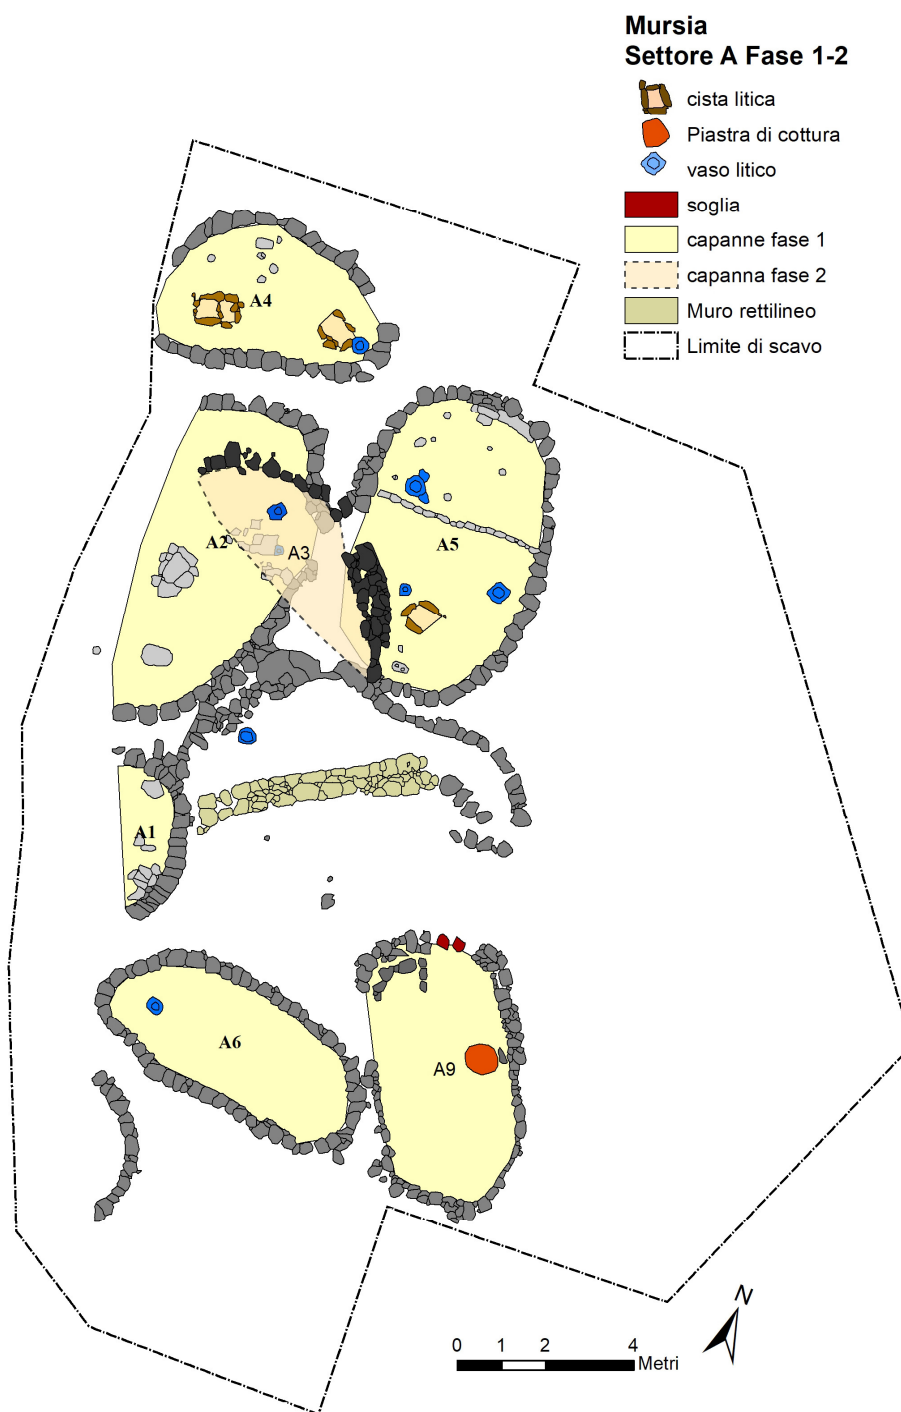 Mursia
Settore A Fase 1-2
cista litica
Piastra di cottura
vaso litico
soglia
capanne fase 1
capanna fase 2
Muro rettilineo
Limite di scavo
A4
A2
A3
A5
A1
A6
A9
N
0 1 2 4
Metri